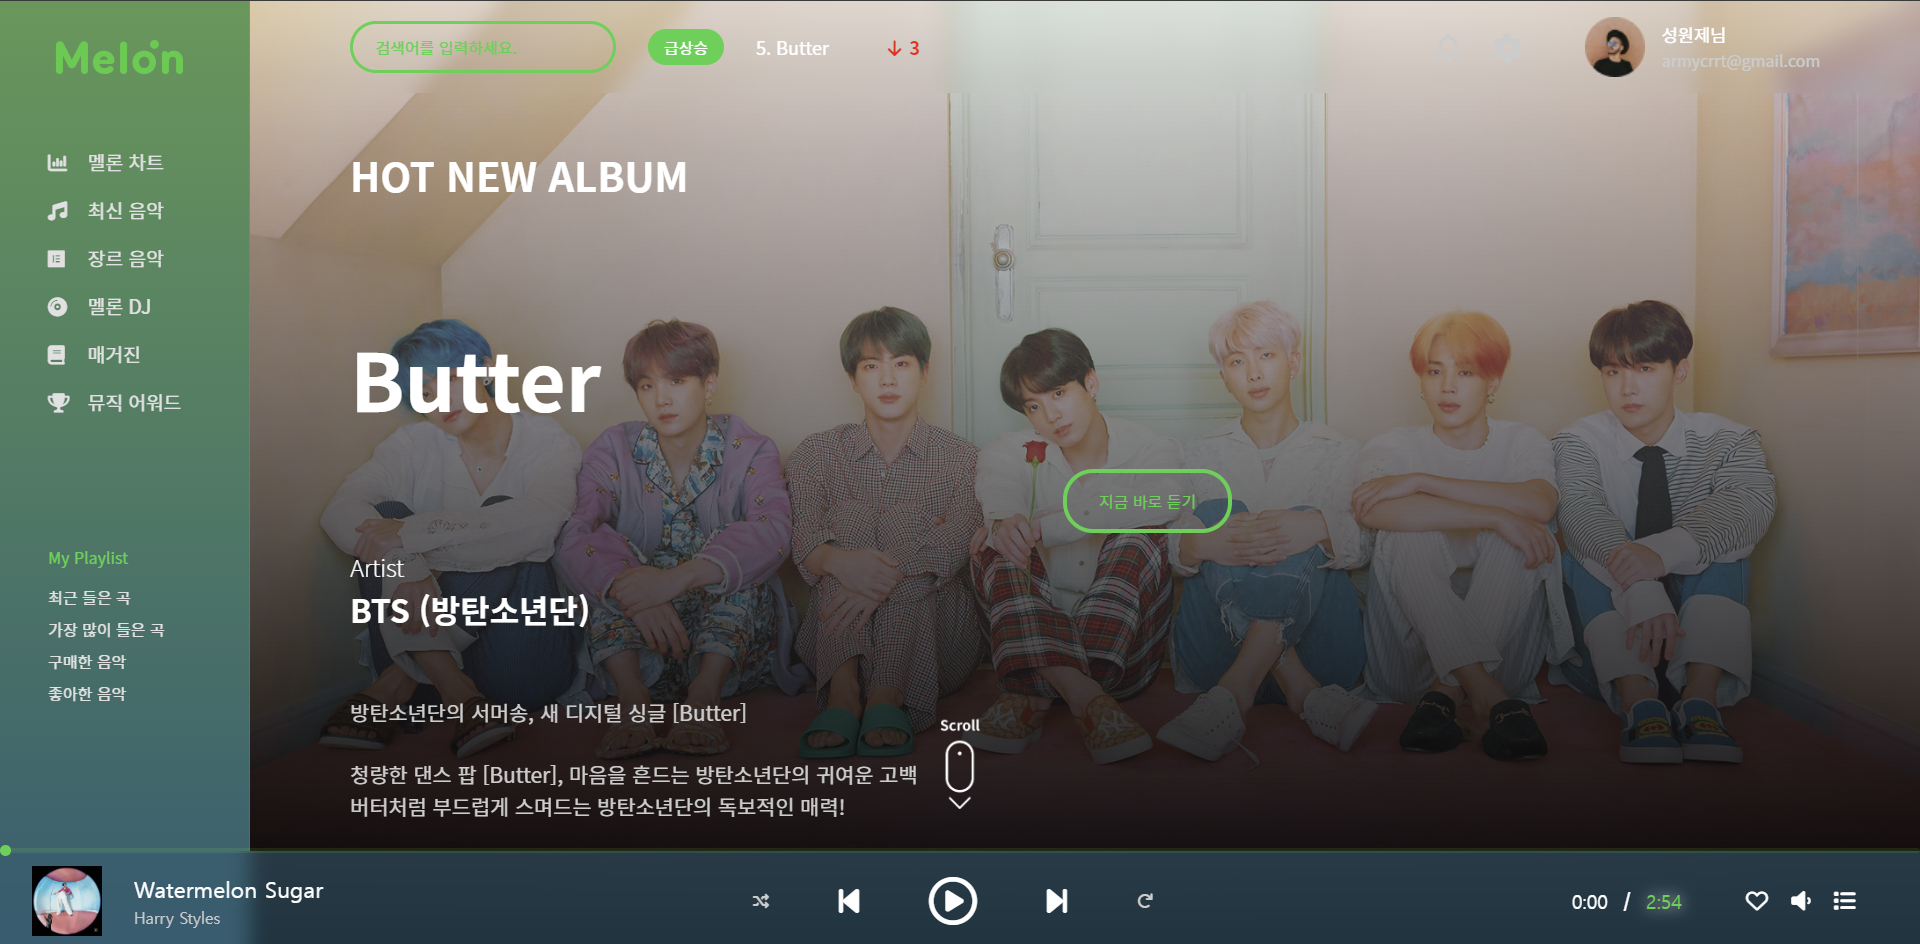 Melon
검색어를 입력하세요.
급상승
5. Butter
3
성원제님
armycrrt@gmail.com
멜론 차트
최신 음악
장르 음악
멜론 DJ
매거진
뮤직 어워드
My Playlist
최근 들은 곡
가장 많이 들은 곡
구매한 음악
좋아한 음악
HOT NEW ALBUM
Butter
지금 바로 듣기
Artist
BTS (방탄소년단)
방탄소년단의 서머송, 새 디지털 싱글 [Butter]
청량한 댄스 팝 [Butter], 마음을 흔드는 방탄소년단의 귀여운 고백
버터처럼 부드럽게 스며드는 방탄소년단의 독보적인 매력!
Scroll
Watermelon Sugar
Harry Styles
0:00 / 2:54